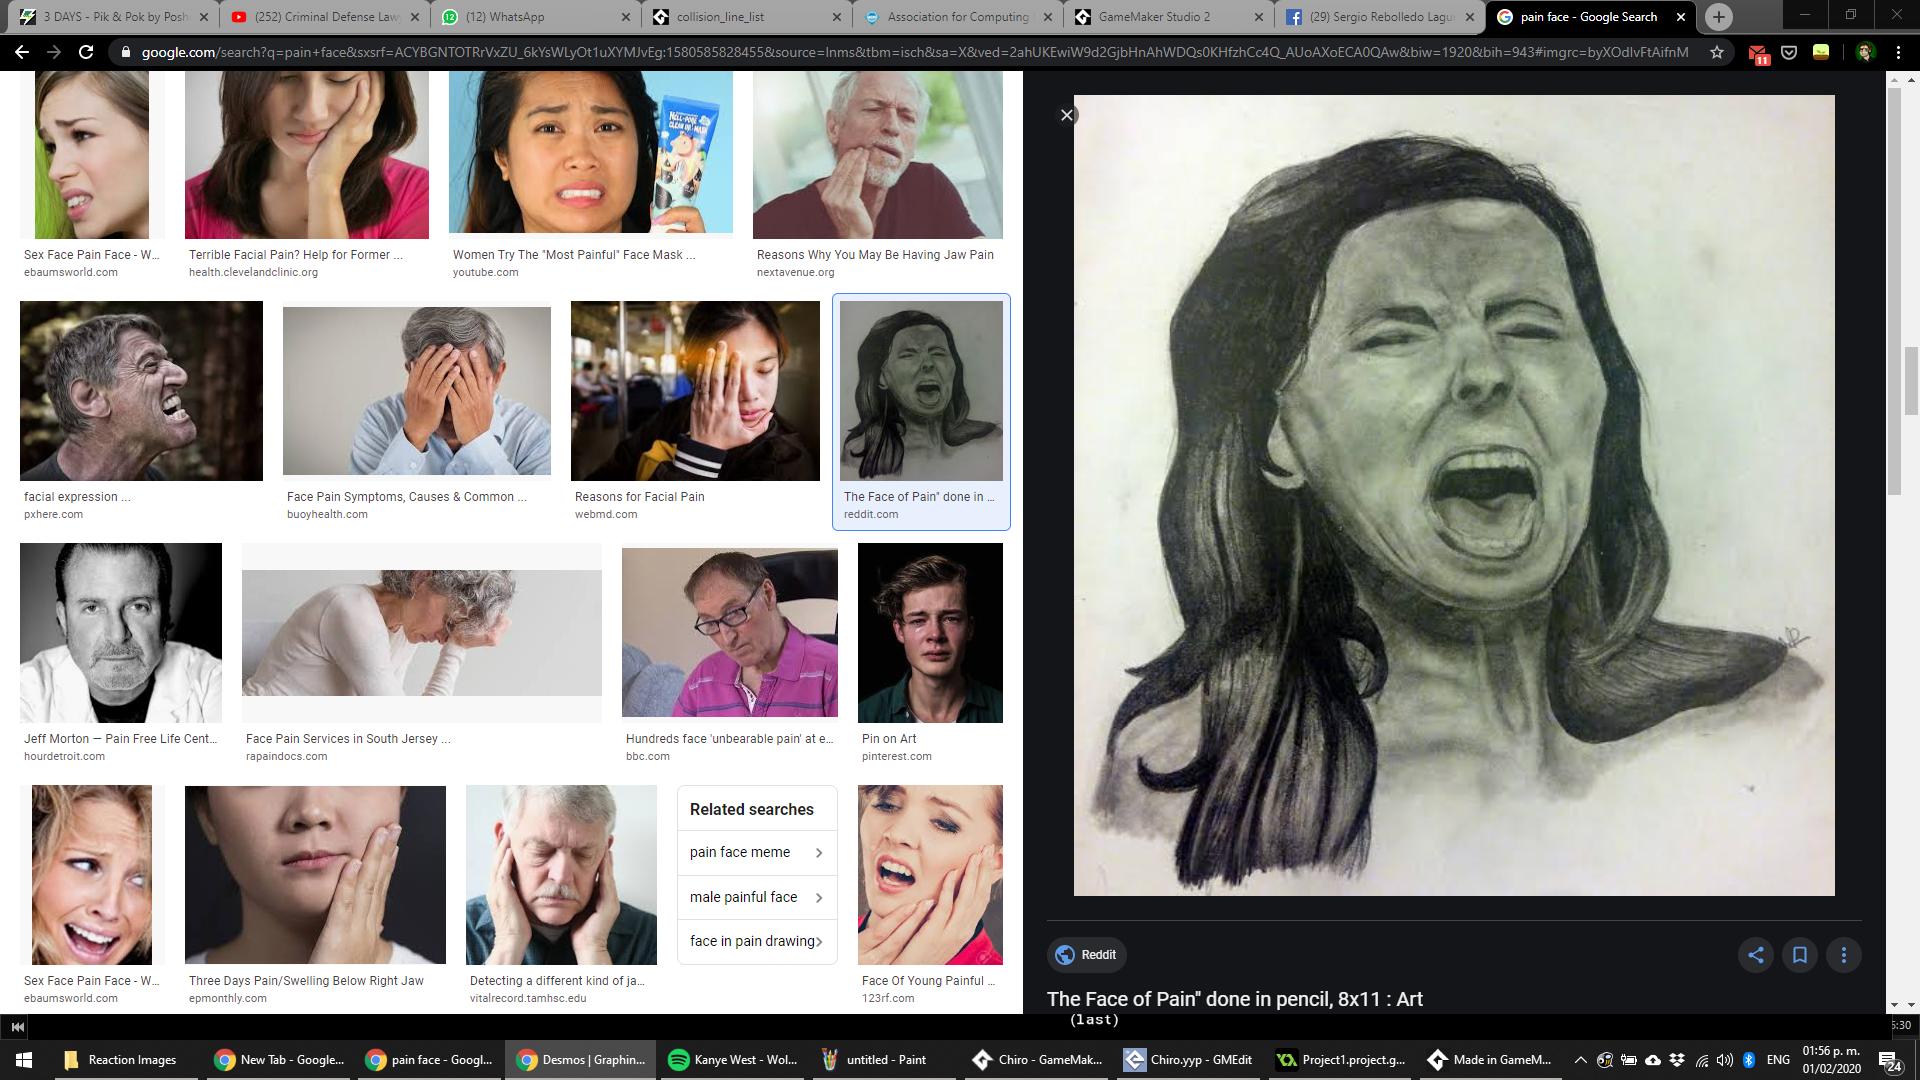 3 DAYS - Pik & Pok by Posh
(252) Criminal Defense Law
(12) WhatsApp
collision_line_list
Association for Computing
GameMaker Studio 2
(29) Sergio Rebolledo Lagu
pain face - Google Search
google.com/search?q=pain+face&sxsrf=ACYBGNTOTRrVxZU_6kYsWLyOt1uXYMJvEg:1580585828455&source=lnms&tbm=isch&sa=X&ved=2ahUKEwiW9d2GjbHnAhWDQs0KHfzhCc4Q_AUoAXoECA0QAw&biw=1920&bih=943#imgrc=byXOdIvFtAifnM
11
Sex Face Pain Face - W...
ebaumsworld.com
Terrible Facial Pain? Help for Former ...
health.clevelandclinic.org
Women Try The "Most Painful" Face Mask ...
youtube.com
Reasons Why You May Be Having Jaw Pain
nextavenue.org
facial expression ...
pxhere.com
Face Pain Symptoms, Causes & Common ...
buoyhealth.com
Reasons for Facial Pain
webmd.com
The Face of Pain" done in ...
reddit.com
Jeff Morton — Pain Free Life Cent...
hourdetroit.com
Face Pain Services in South Jersey ...
rapaindocs.com
Hundreds face 'unbearable pain' at e...
bbc.com
Pin on Art
pinterest.com
Related searches
pain face meme
male painful face
face in pain drawing
Sex Face Pain Face - W...
ebaumsworld.com
Three Days Pain/Swelling Below Right Jaw
epmonthly.com
Detecting a different kind of ja...
vitalrecord.tamhsc.edu
Face Of Young Painful ...
123rf.com
Reddit
The Face of Pain" done in pencil, 8x11 : Art
(last)
5:30
Reaction Images
New Tab - Google...
pain face - Googl...
Desmos | Graphin...
Kanye West - Wol...
untitled - Paint
Chiro - GameMak...
Chiro.yyp - GMEdit
Project1.project.g...
Made in GameM...
ENG
01:56 p. m.
01/02/2020
24